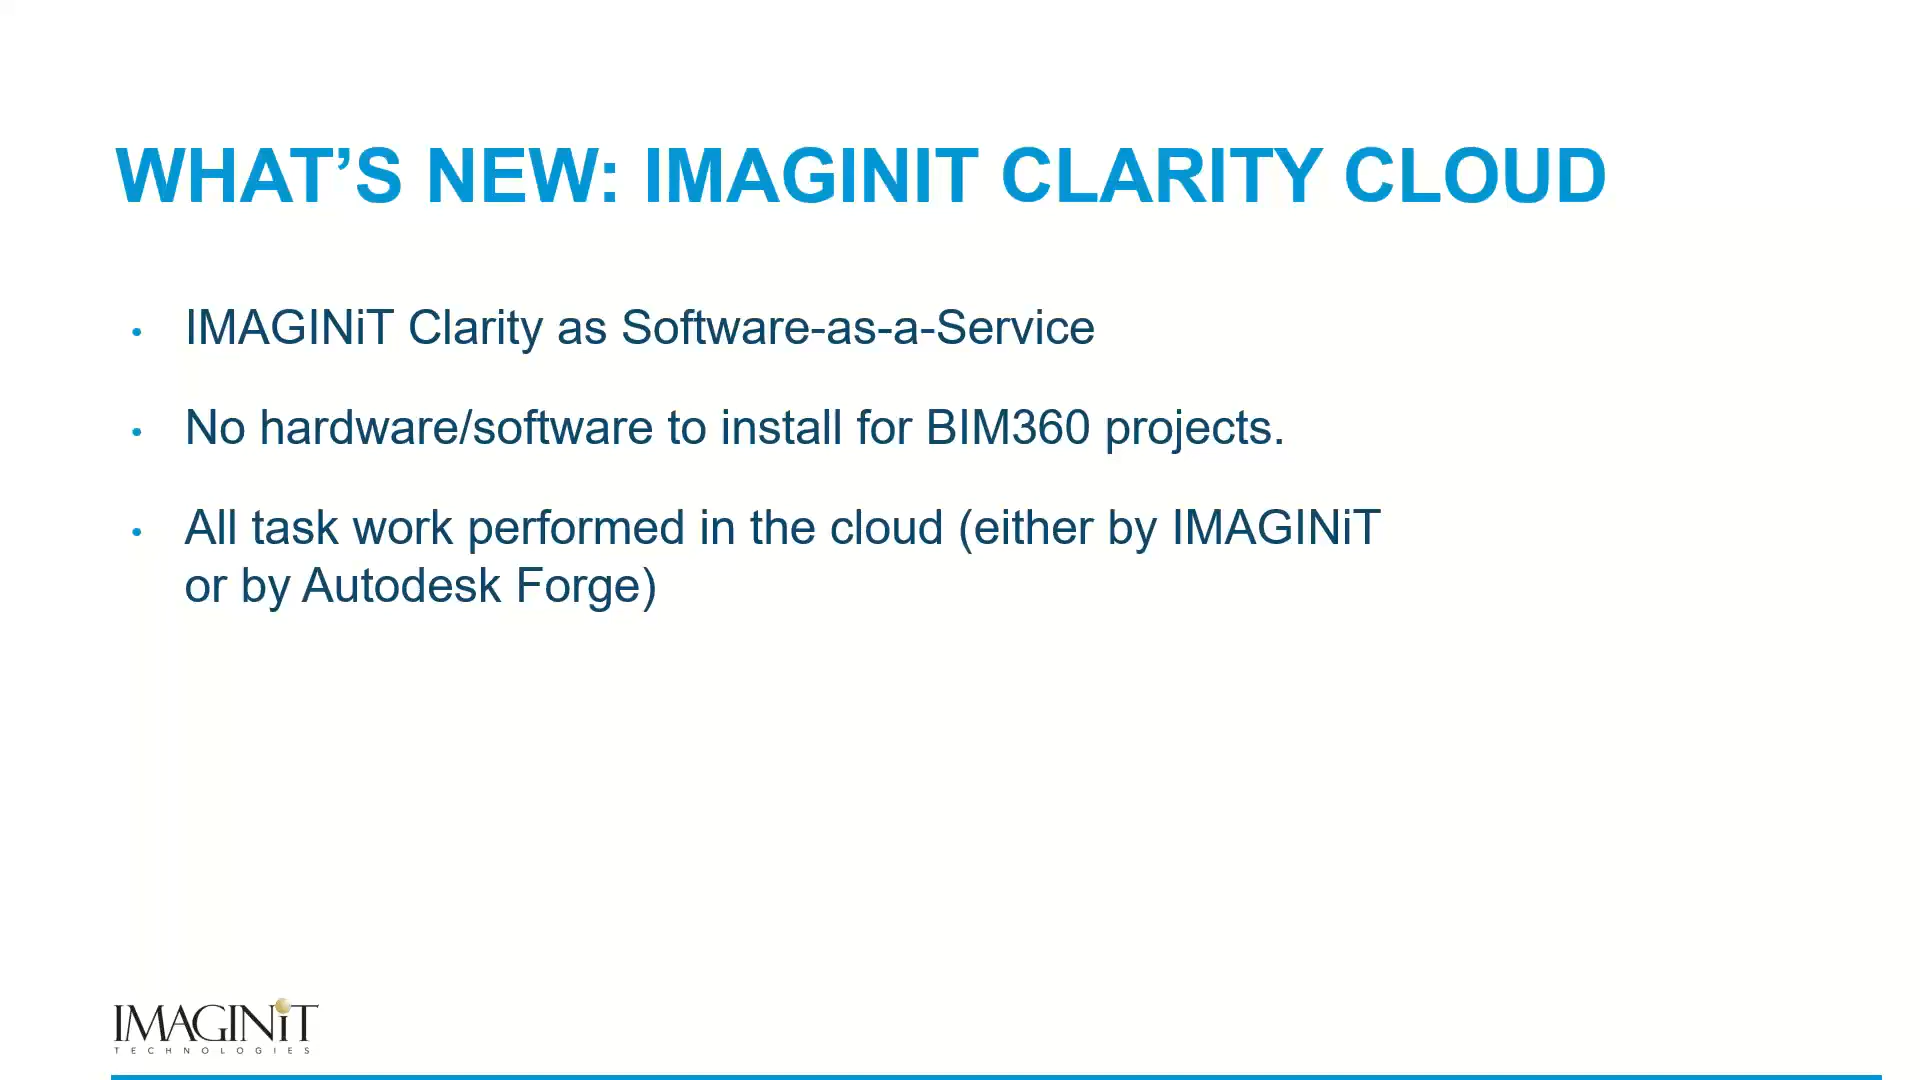 WHAT’S NEW: IMAGINIT CLARITY CLOUD
• IMAGINiT Clarity as Software-as-a-Service
• No hardware/software to install for BIM360 projects.
• All task work performed in the cloud (either by IMAGINiT
or by Autodesk Forge)
IMAGINiT
TECHNOLOGIES